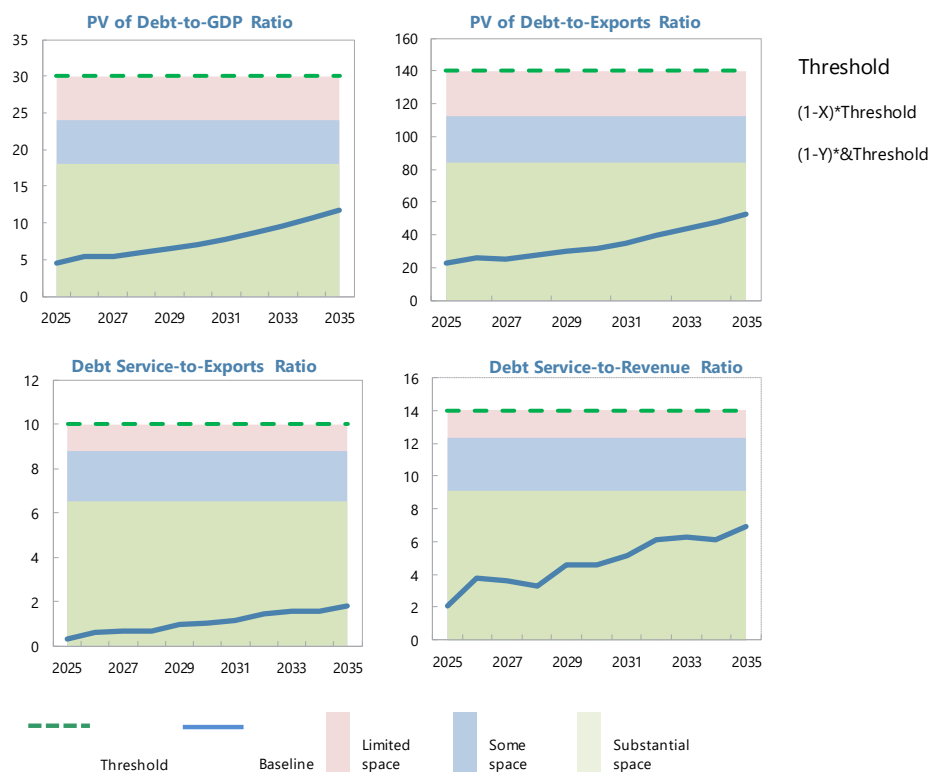 PV of Debt-to-GDP Ratio
35
30
25
20
15
10
5
0
2025 2027 2029 2031 2033 2035
PV of Debt-to-Exports Ratio
160
140
120
100
80
60
40
20
0
2025 2027 2029 2031 2033 2035
Threshold
(1-X)*Threshold
(1-Y)*&Threshold
Debt Service-to-Exports Ratio
12
10
8
6
4
2
0
2025 2027 2029 2031 2033 2035
Debt Service-to-Revenue Ratio
16
14
12
10
8
6
4
2
0
2025 2027 2029 2031 2033 2035
Threshold
Baseline
Limited
space
Some
space
Substantial
space